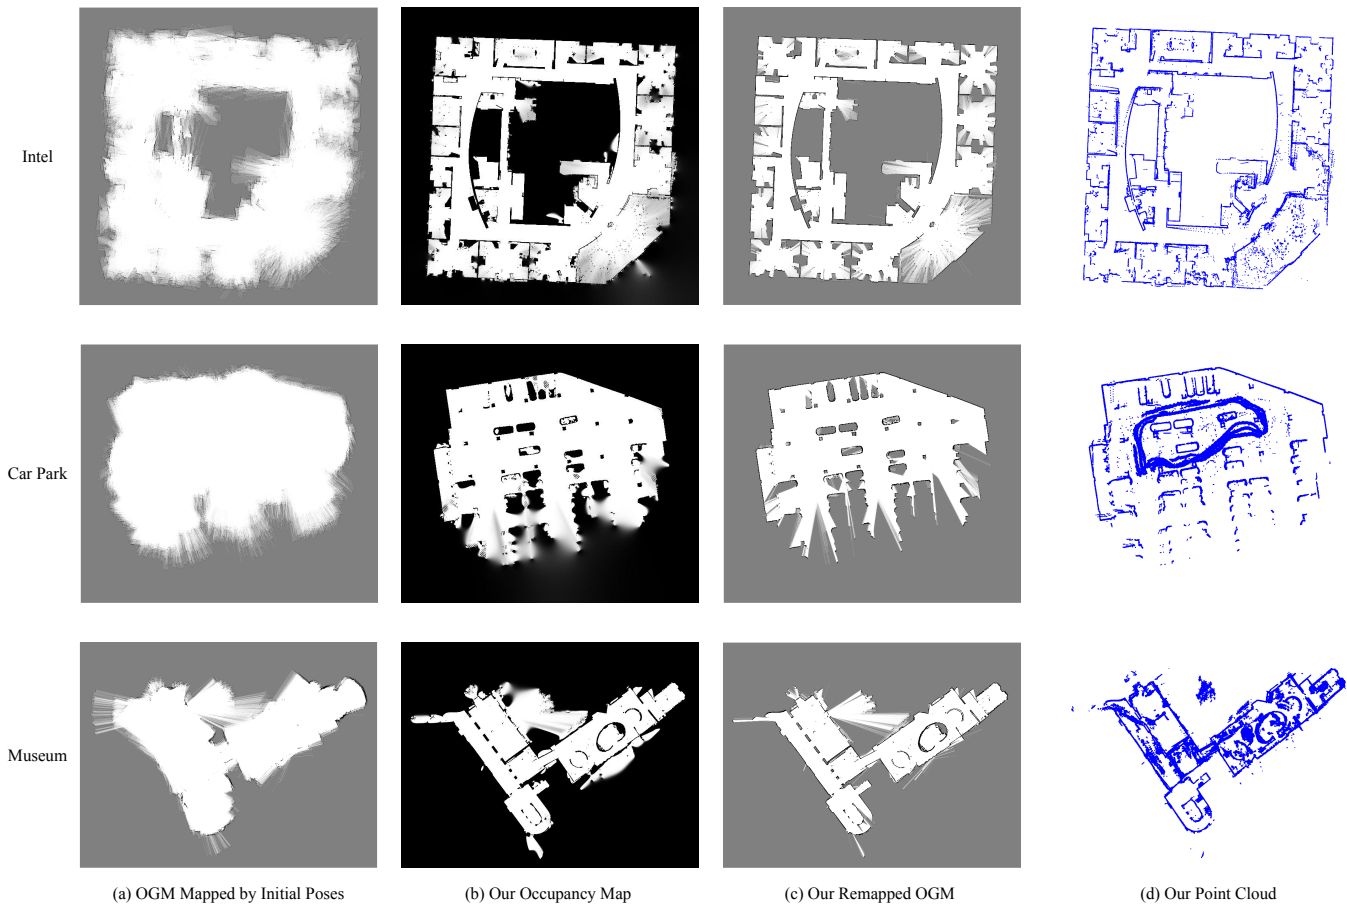 Intel
Car Park
Museum
(a) OGM Mapped by Initial Poses
(b) Our Occupancy Map
(c) Our Remapped OGM
(d) Our Point Cloud